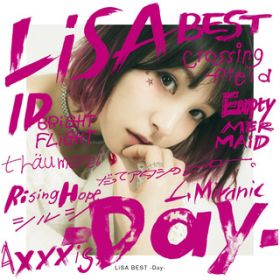 LiSA BEST
crossing field
ID
BRiGHT FLiGHT
Empty MERMAiD
だってアタシのヒーロー。
Rising Hope
L.Miranic
シルシ
Axxxis
-Day-
LiSA BEST -Day-